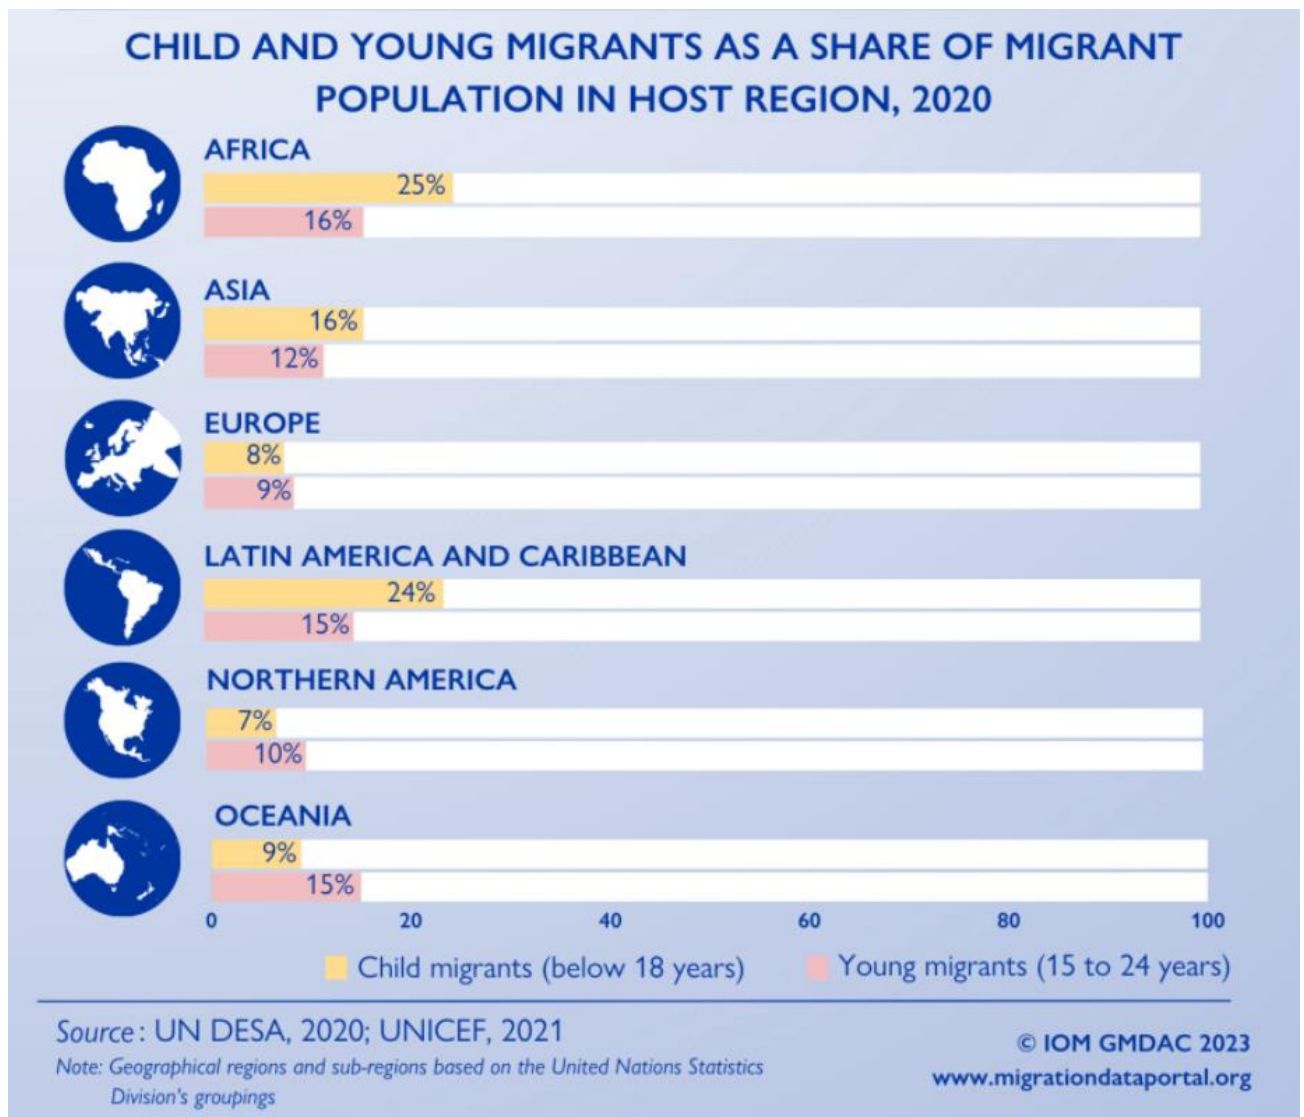 CHILD AND YOUNG MIGRANTS AS A SHARE OF MIGRANT
POPULATION IN HOST REGION, 2020
AFRICA
25%
16%
ASIA
16%
12%
EUROPE
8%
9%
LATIN AMERICA AND CARIBBEAN
24%
15%
NORTHERN AMERICA
7%
10%
OCEANIA
9%
15%
0 20 40 60 80 100
Child migrants (below 18 years) Young migrants (15 to 24 years)
Source: UN DESA, 2020; UNICEF, 2021
Note: Geographical regions and sub-regions based on the United Nations Statistics
Division's groupings
© IOM GMDAC 2023
www.migrationdataportal.org